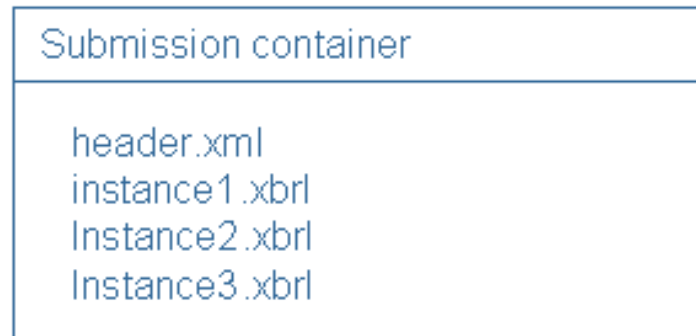 Submission container
header.xml
instance1.xbrl
Instance2.xbrl
Instance3.xbrl